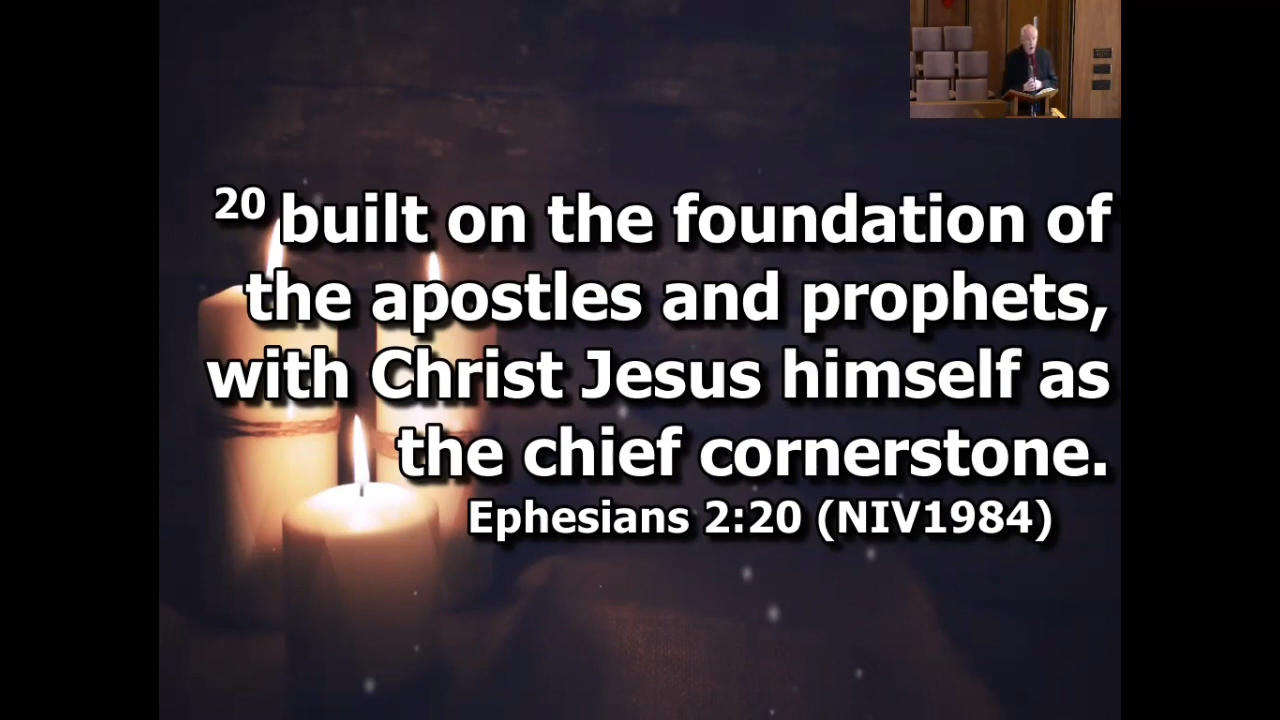 20 built on the foundation of
the apostles and prophets,
with Christ Jesus himself as
the chief cornerstone.
Ephesians 2:20 (NIV1984)